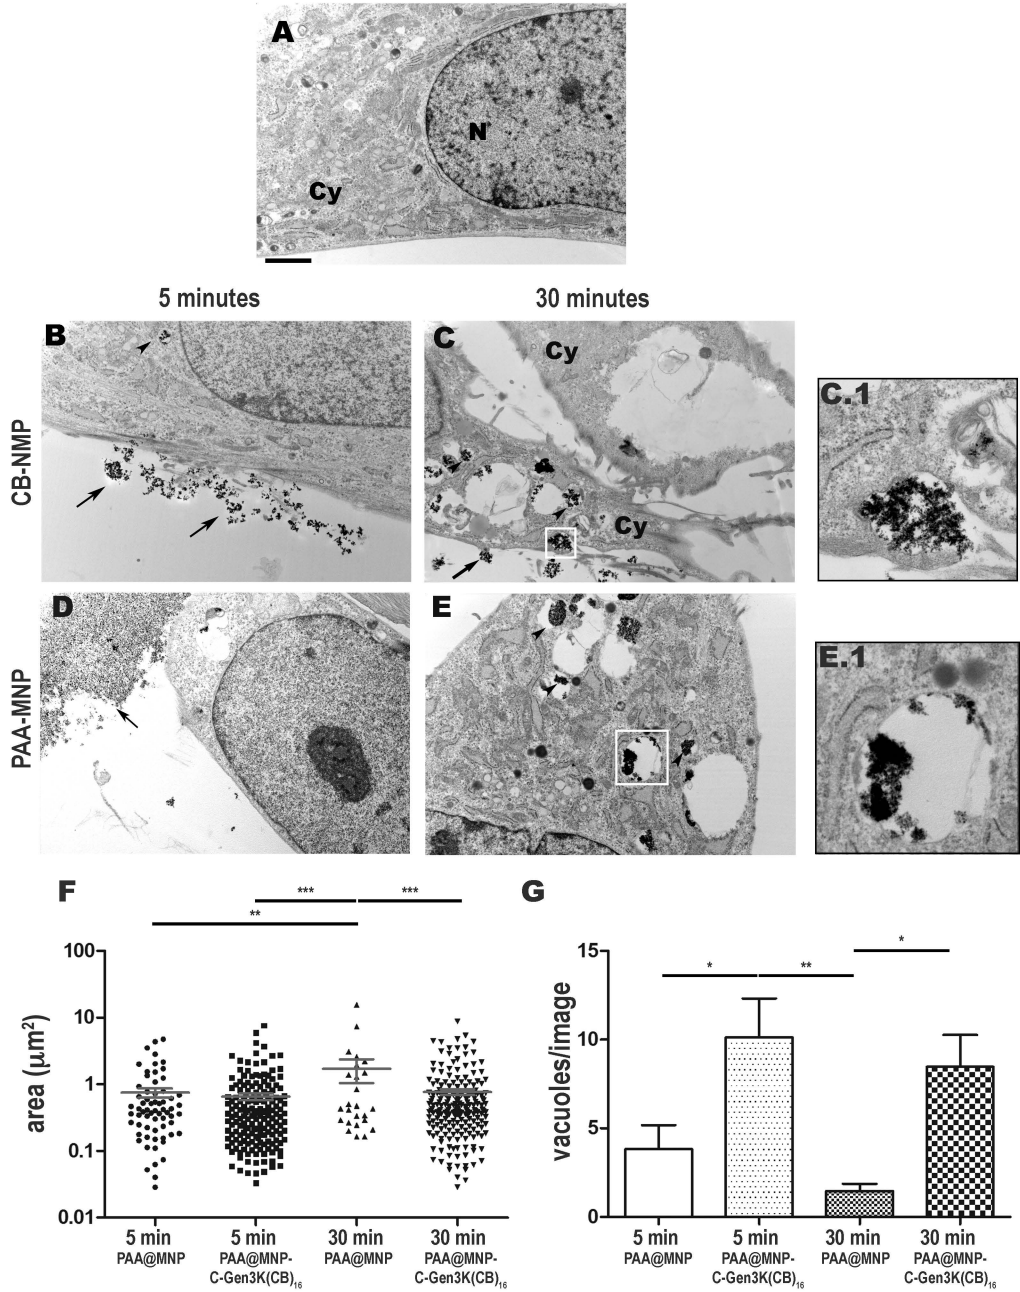 A
N
Cy
5 minutes
30 minutes
CB-NMP
B
C
Cy
Cy
C.1
PAA-MNP
D
E
E.1
F
***
***
**
area (µm²)
100
10
1
0.1
0.01
5 min
PAA@MNP
5 min
PAA@MNP-
C-Gen3K(CB)₁₆
30 min
PAA@MNP
30 min
PAA@MNP-
C-Gen3K(CB)₁₆
G
*
*
**
vacuoles/image
15
10
5
0
5 min
PAA@MNP
5 min
PAA@MNP-
C-Gen3K(CB)₁₆
30 min
PAA@MNP
30 min
PAA@MNP-
C-Gen3K(CB)₁₆